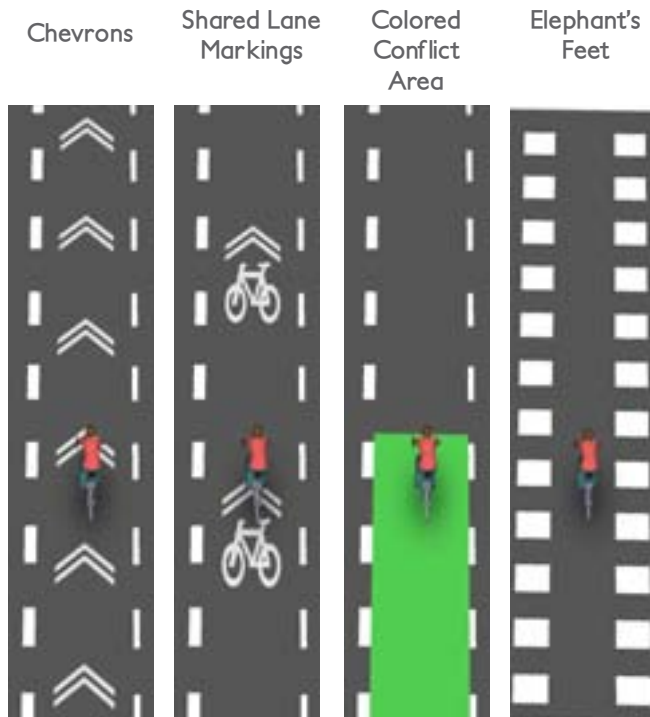 Chevrons
Shared Lane
Markings
Colored
Conflict
Area
Elephant's
Feet